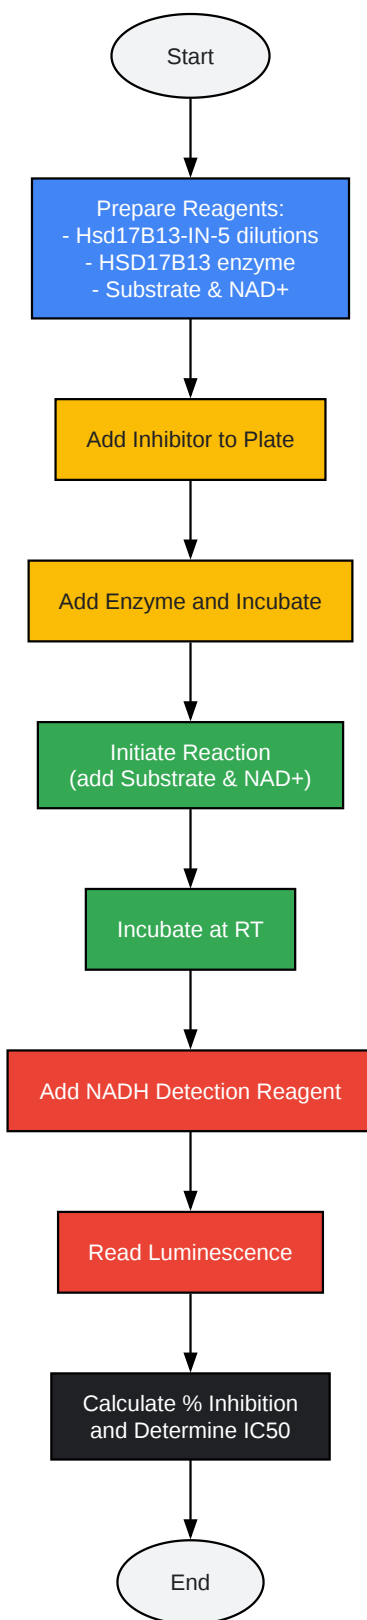 Start
Prepare Reagents:
- Hsd17B13-IN-5 dilutions
- HSD17B13 enzyme
- Substrate & NAD+
Add Inhibitor to Plate
Add Enzyme and Incubate
Initiate Reaction
(add Substrate & NAD+)
Incubate at RT
Add NADH Detection Reagent
Read Luminescence
Calculate % Inhibition
and Determine IC50
End